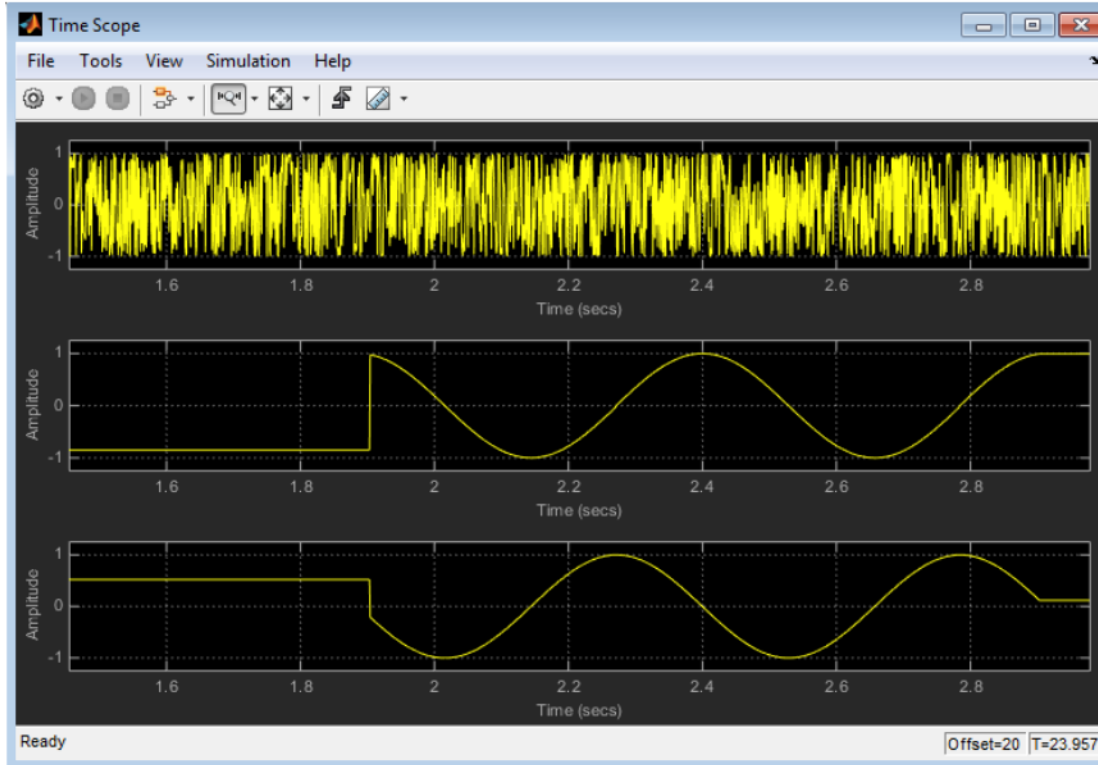 Time Scope
File Tools View Simulation Help
Amplitude
1
0
-1
1.6 1.8 2 2.2 2.4 2.6 2.8
Time (secs)
Amplitude
1
0
-1
1.6 1.8 2 2.2 2.4 2.6 2.8
Time (secs)
Amplitude
1
0
-1
1.6 1.8 2 2.2 2.4 2.6 2.8
Time (secs)
Ready Offset=20 T=23.957